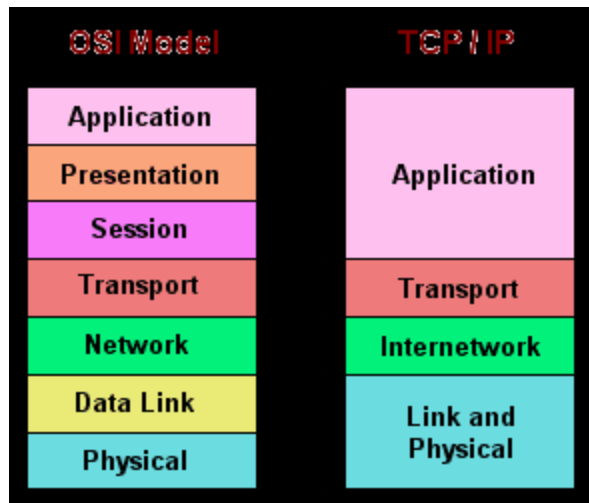 OSI Model
Application
Presentation
Session
Transport
Network
Data Link
Physical
TCP / IP
Application
Transport
Internetwork
Link and
Physical